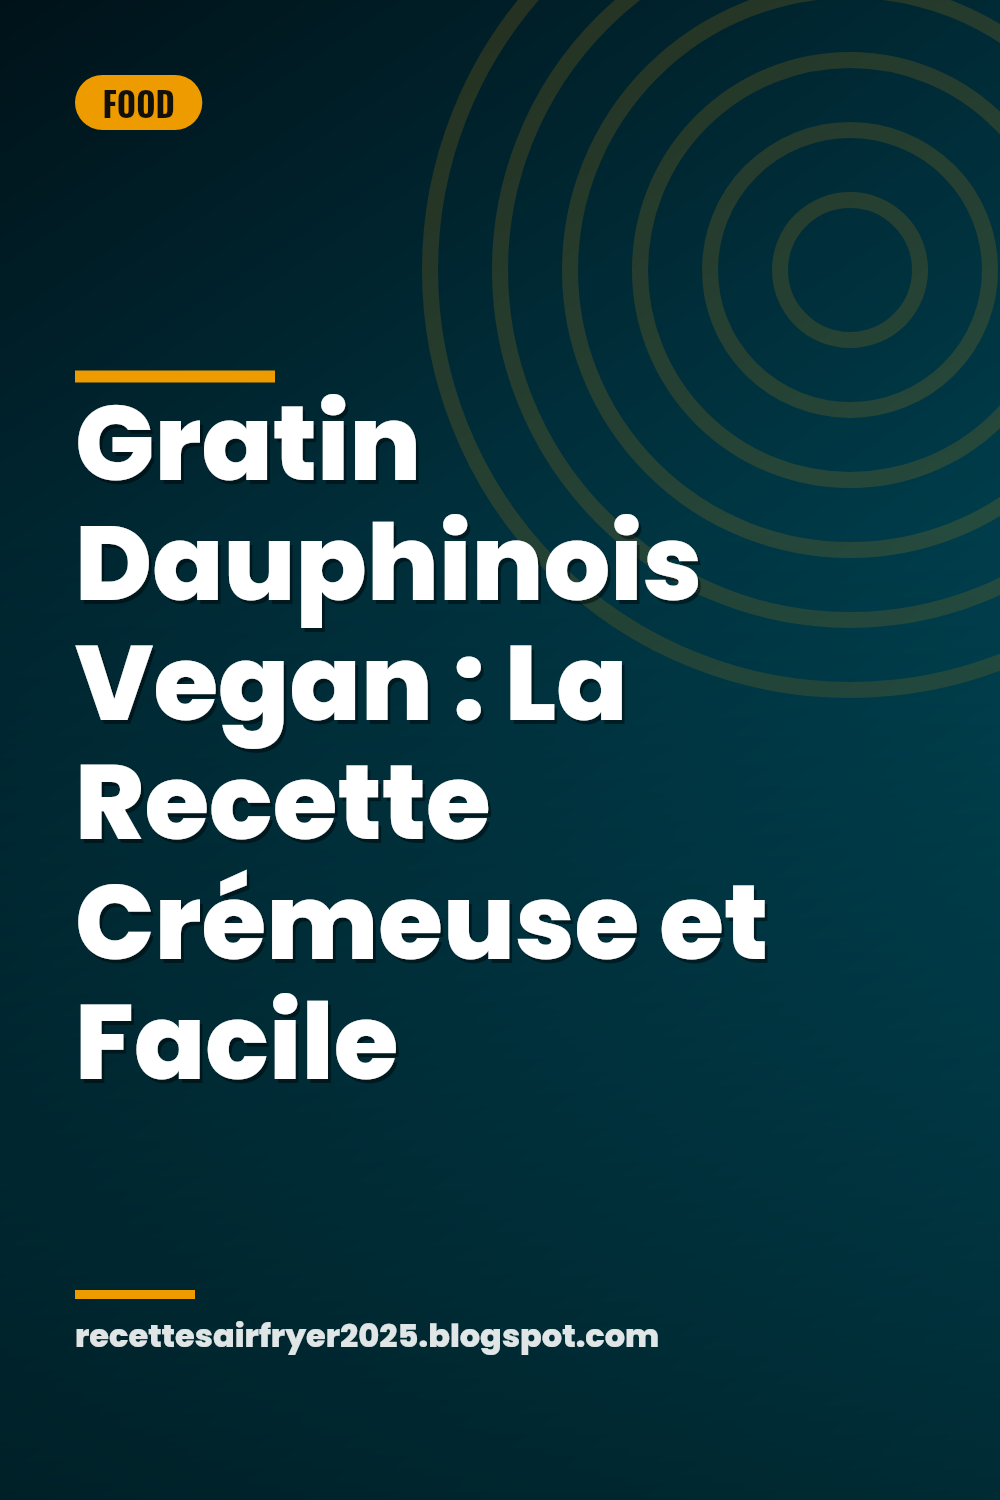 FOOD
Gratin
Dauphinois
Vegan : La
Recette
Crémeuse et
Facile
recettesairfryer2025.blogspot.com